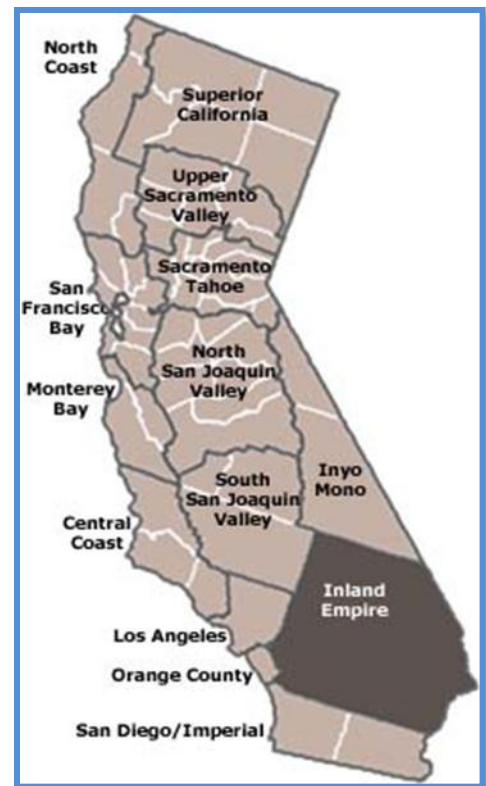 North
Coast
Superior
California
Upper
Sacramento
Valley
Sacramento
Tahoe
San
Francisco
Bay
North
San Joaquin
Valley
Monterey
Bay
South
San Joaquin
Valley
Inyo
Mono
Central
Coast
Inland
Empire
Los Angeles
Orange County
San Diego/Imperial